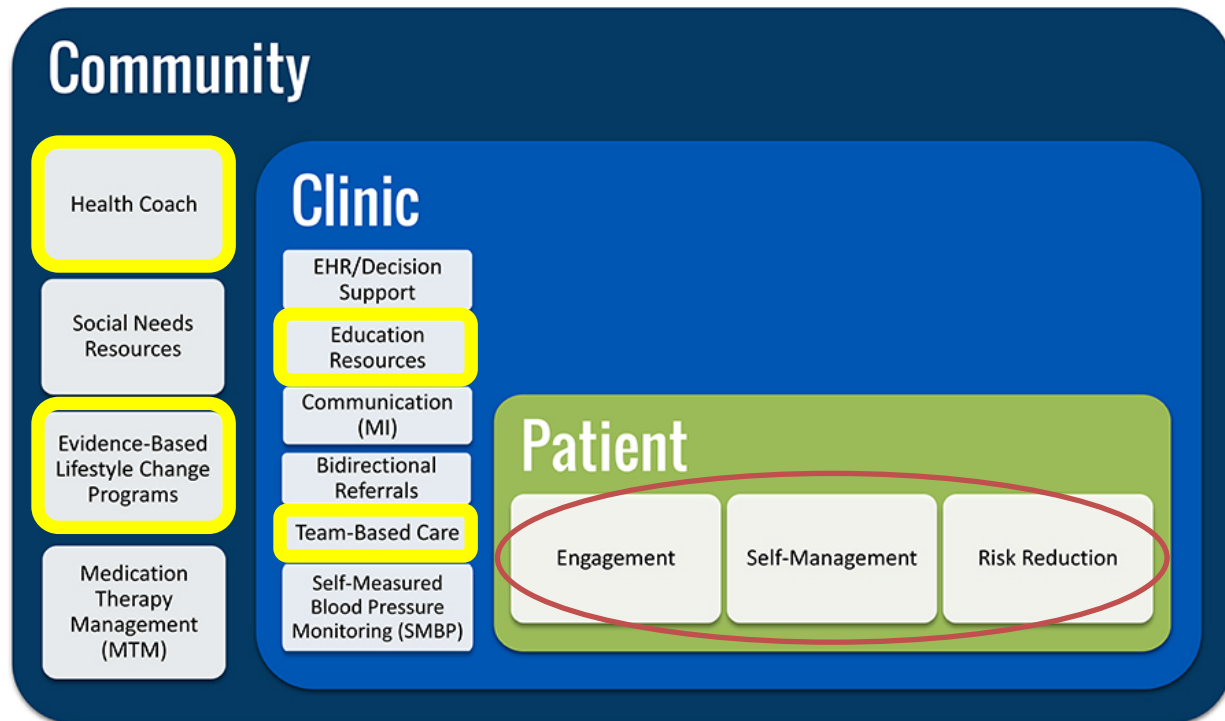 Community
Health Coach
Social Needs
Resources
Evidence-Based
Lifestyle Change
Programs
Medication
Therapy
Management
(MTM)
Clinic
EHR/Decision
Support
Education
Resources
Communication
(MI)
Bidirectional
Referrals
Team-Based Care
Self-Measured
Blood Pressure
Monitoring (SMBP)
Patient
Engagement
Self-Management
Risk Reduction